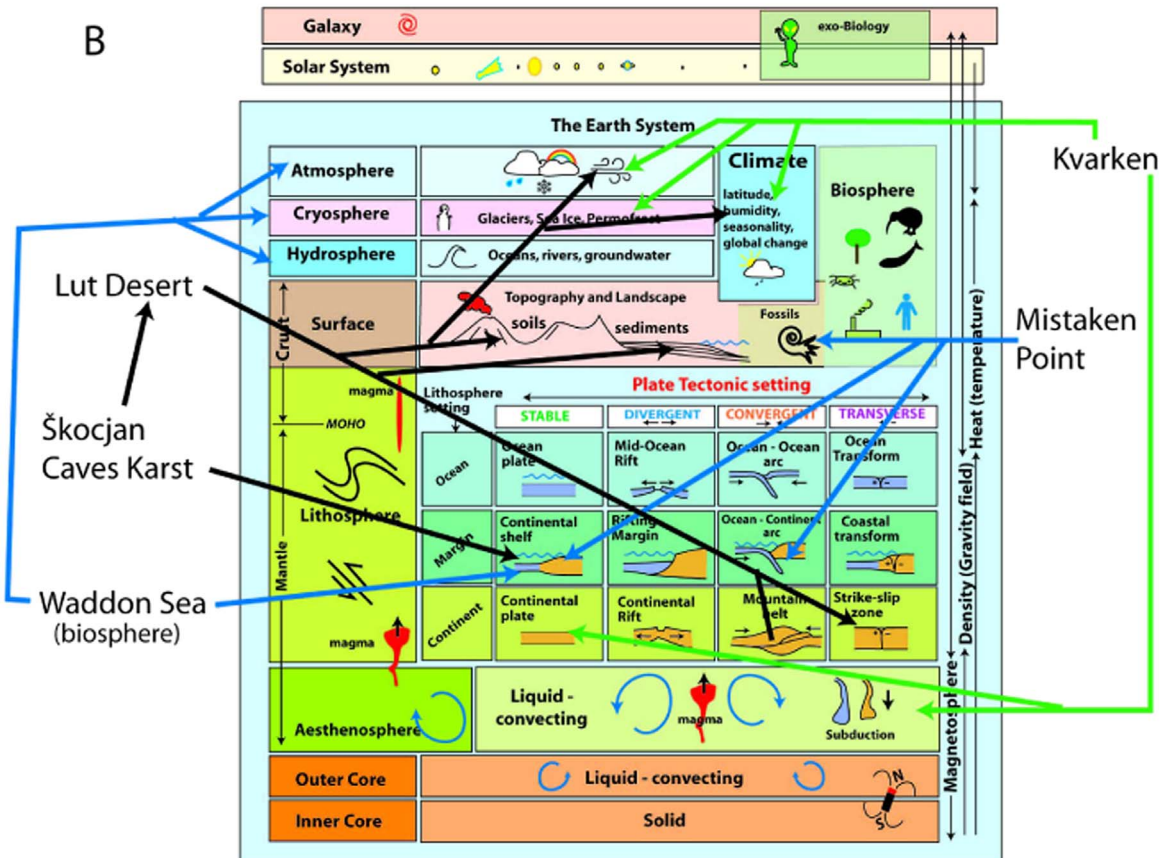 B
Galaxy
exo-Biology
Solar System
The Earth System
Kvarken
Atmosphere
Climate
Biosphere
latitude,
humidity,
seasonality,
global change
Cryosphere
Glaciers, Sea Ice, Permafrost
Hydrosphere
Oceans, rivers, groundwater
Lut Desert
Surface
Crust
Topography and Landscape
soils
sediments
Fossils
Mistaken
Point
Heat (temperature)
Škocjan
Caves Karst
magma
MOHO
Lithosphere
setting
Plate Tectonic setting
STABLE
DIVERGENT
CONVERGENT
TRANSVERSE
Ocean
Ocean
plate
Mid-Ocean
Rift
Ocean - Ocean
arc
Ocean
Transform
Lithosphere
Mantle
Margin
Continental
shelf
Rifting
Margin
Ocean - Continent
arc
Coastal
transform
Density (Gravity field)
Waddon Sea
(biosphere)
magma
Continent
Continental
plate
Continental
Rift
Mountain
belt
Strike-slip
zone
Magnetosphere
Aesthenosphere
Liquid -
convecting
magma
Subduction
Outer Core
Liquid - convecting
N
S
Inner Core
Solid